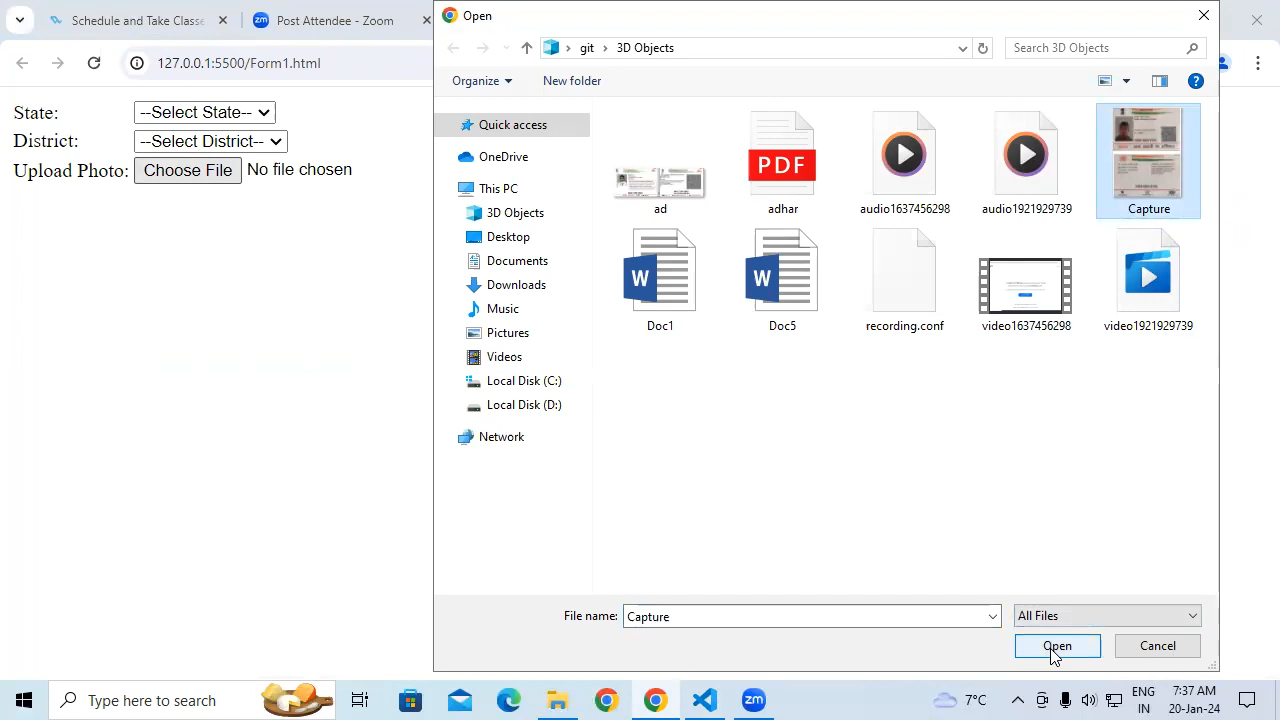 Schedule and Take Classe
Post Attendee - Zoom
127.0.0.1:5500/Form1.html
State: --Select State--
District: --Select District--
Upload Photo: Choose File No file chosen
Open
git › 3D Objects
Search 3D Objects
Organize
New folder
Quick access
OneDrive
This PC
3D Objects
Desktop
Documents
Downloads
Music
Pictures
Videos
Local Disk (C:)
Local Disk (D:)
Network
PDF
ad adhar audio1637456298 audio1921929739 Capture
W W
Doc1 Doc5 recording.conf video1637456298 video1921929739
File name: Capture
All Files
Open
Cancel
Type here to search
zm
7°C
ENG
IN
7:37 AM
20-Jan-24